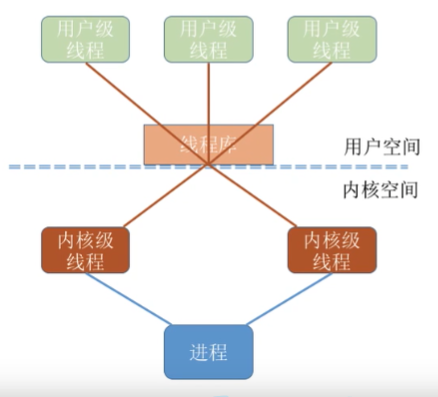 用户级
线程
用户级
线程
用户级
线程
线程库
用户空间
内核空间
内核级
线程
内核级
线程
进程